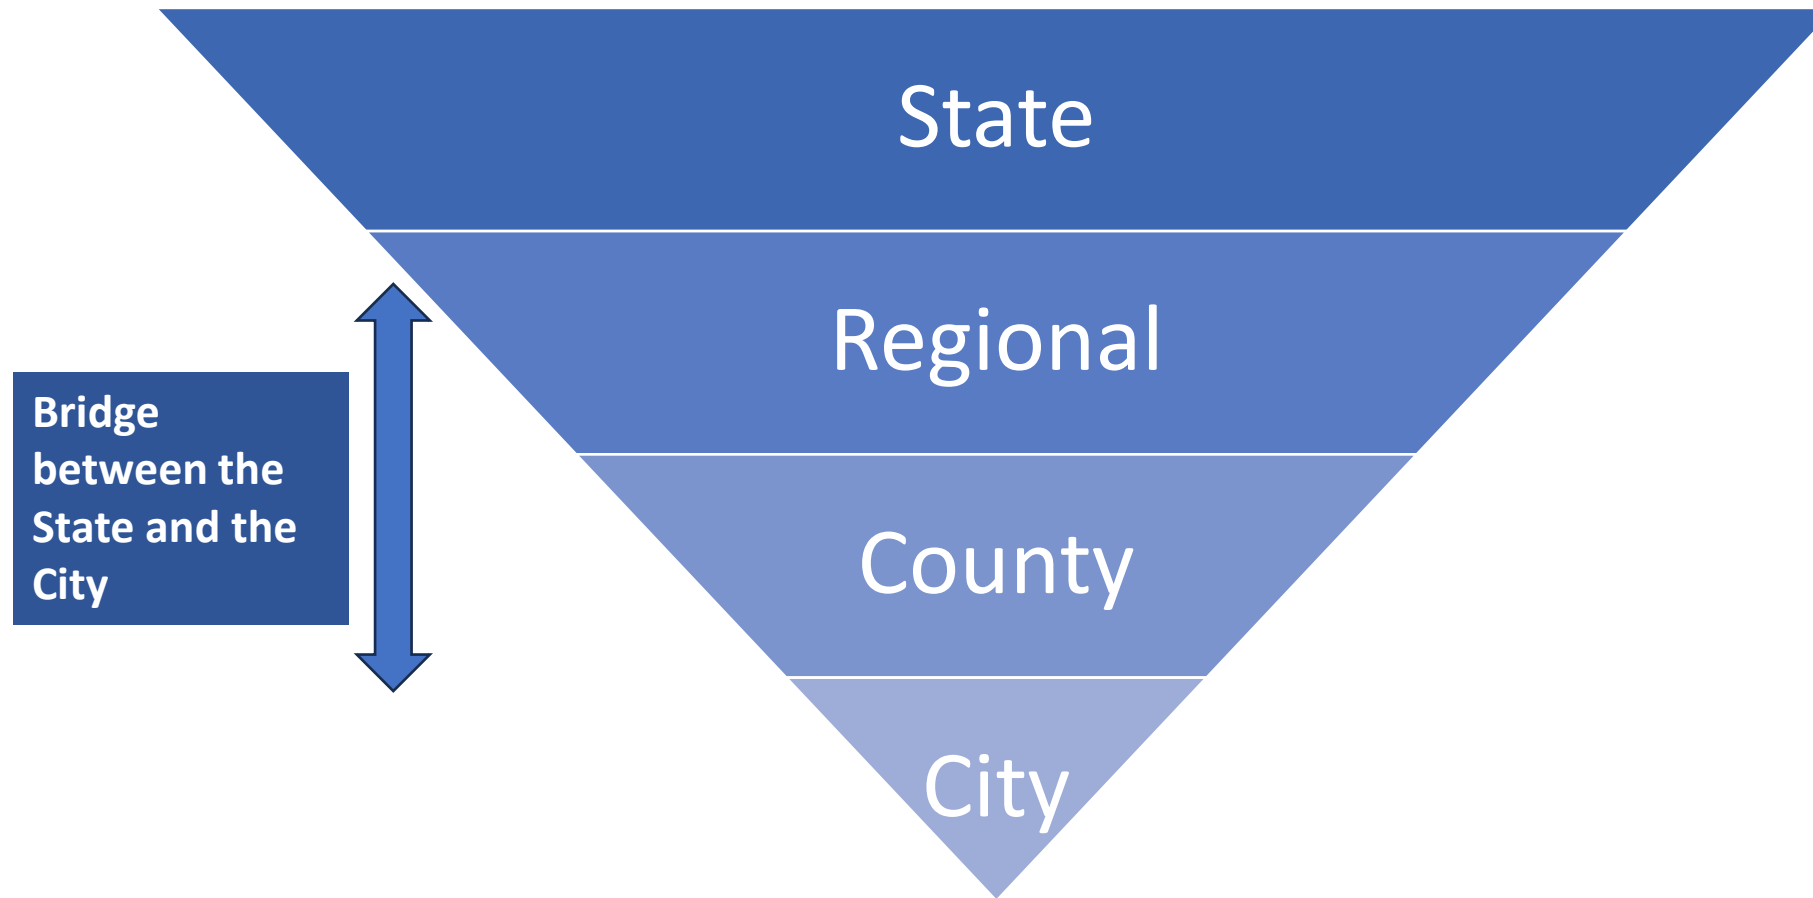 State
Regional
Bridge
between the
State and the
City
County
City